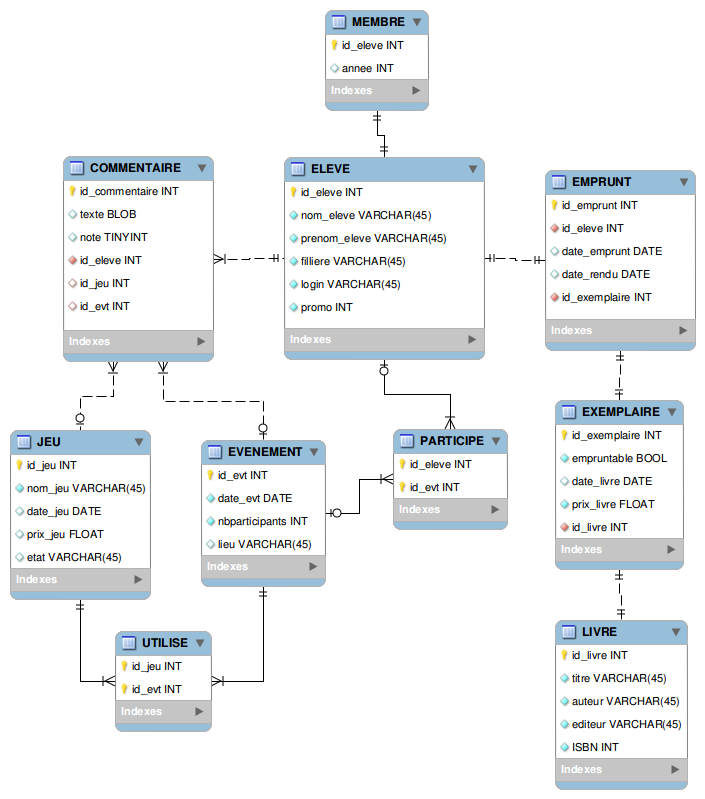 MEMBRE
id_eleve INT
annee INT
Indexes
COMMENTAIRE
id_commentaire INT
texte BLOB
note TINYINT
id_eleve INT
id_jeu INT
id_evt INT
Indexes
ELEVE
id_eleve INT
nom_eleve VARCHAR(45)
prenom_eleve VARCHAR(45)
filliere VARCHAR(45)
login VARCHAR(45)
promo INT
Indexes
EMPRUNT
id_emprunt INT
id_eleve INT
date_emprunt DATE
date_rendu DATE
id_exemplaire INT
Indexes
JEU
id_jeu INT
nom_jeu VARCHAR(45)
date_jeu DATE
prix_jeu FLOAT
etat VARCHAR(45)
Indexes
EVENEMENT
id_evt INT
date_evt DATE
nbparticipants INT
lieu VARCHAR(45)
Indexes
PARTICIPE
id_eleve INT
id_evt INT
Indexes
EXEMPLAIRE
id_exemplaire INT
empruntable BOOL
date_livre DATE
prix_livre FLOAT
id_livre INT
Indexes
UTILISE
id_jeu INT
id_evt INT
Indexes
LIVRE
id_livre INT
titre VARCHAR(45)
auteur VARCHAR(45)
editeur VARCHAR(45)
ISBN INT
Indexes